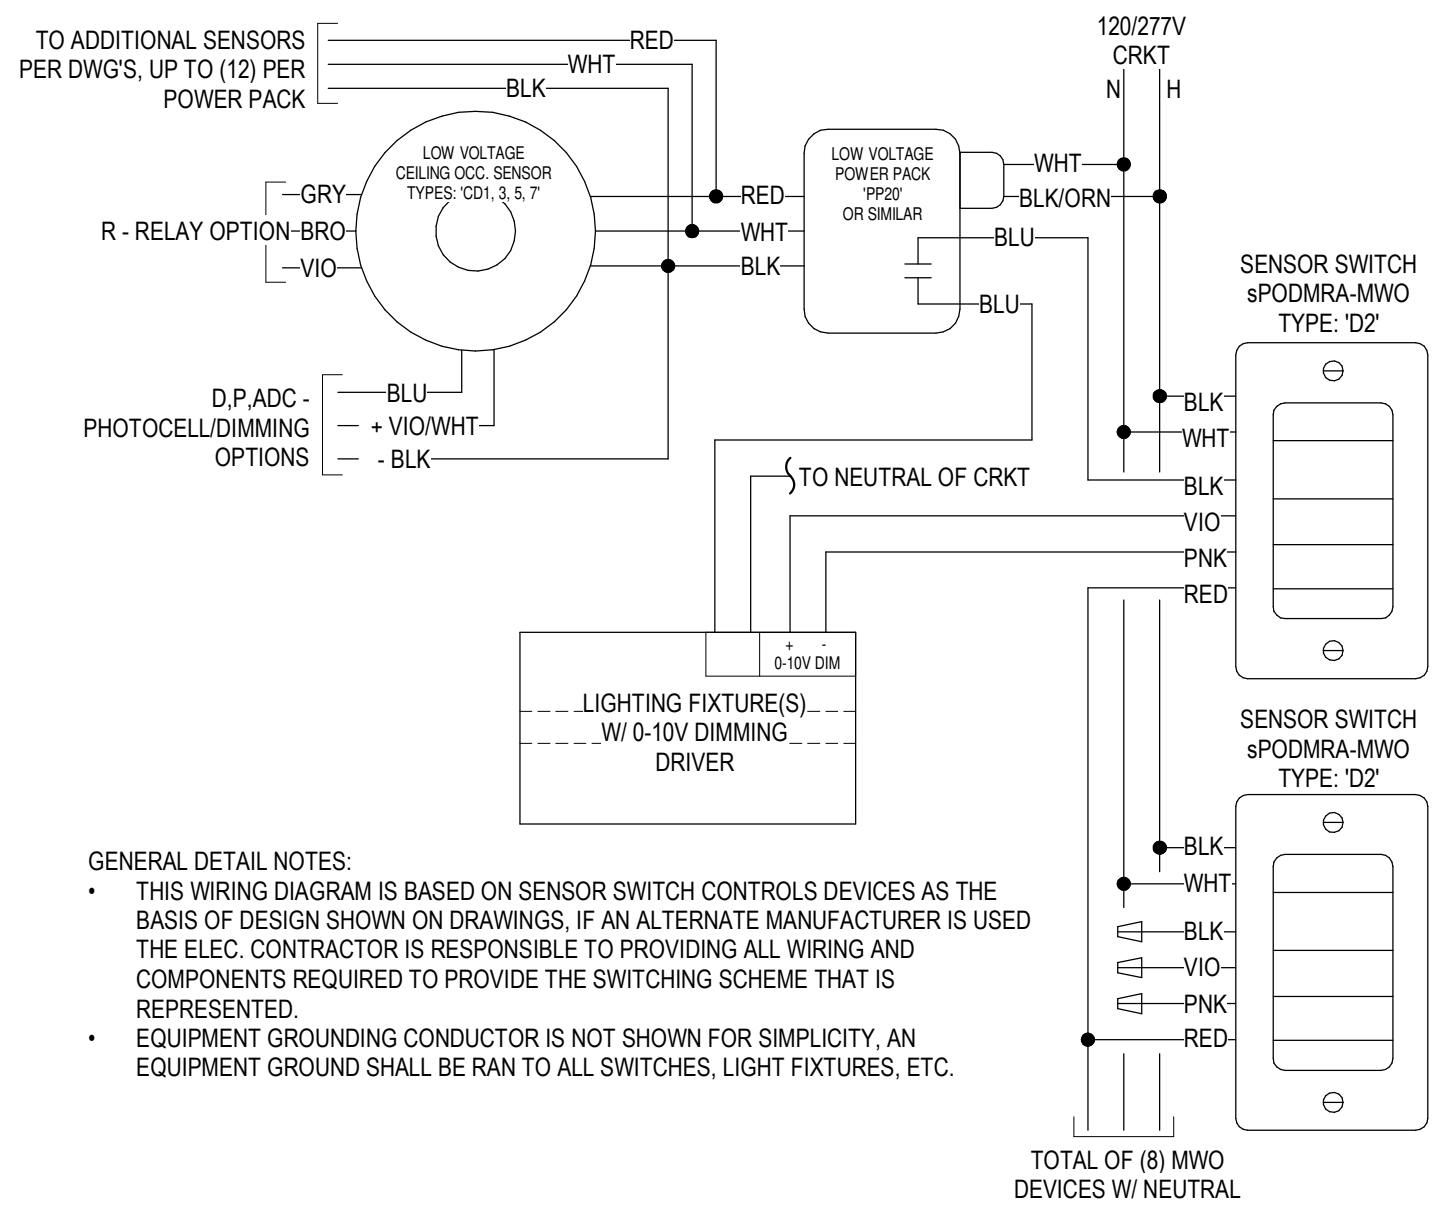 TO ADDITIONAL SENSORS
PER DWG'S, UP TO (12) PER
POWER PACK
RED
WHT
BLK
120/277V
CRKT
N
H
LOW VOLTAGE
CEILING OCC. SENSOR
TYPES: 'CD1, 3, 5, 7'
LOW VOLTAGE
POWER PACK
'PP20'
OR SIMILAR
WHT
BLK/ORN
GRY
R - RELAY OPTION
BRO
VIO
RED
WHT
BLK
BLU
BLU
SENSOR SWITCH
sPODMRA-MWO
TYPE: 'D2'
D,P,ADC -
PHOTOCELL/DIMMING
OPTIONS
BLU
+ VIO/WHT
- BLK
BLK
WHT
BLK
VIO
PNK
RED
TO NEUTRAL OF CRKT
+ -
0-10V DIM
LIGHTING FIXTURE(S)
W/ 0-10V DIMMING
DRIVER
SENSOR SWITCH
sPODMRA-MWO
TYPE: 'D2'
BLK
WHT
BLK
VIO
PNK
RED
GENERAL DETAIL NOTES:
• THIS WIRING DIAGRAM IS BASED ON SENSOR SWITCH CONTROLS DEVICES AS THE
BASIS OF DESIGN SHOWN ON DRAWINGS, IF AN ALTERNATE MANUFACTURER IS USED
THE ELEC. CONTRACTOR IS RESPONSIBLE TO PROVIDING ALL WIRING AND
COMPONENTS REQUIRED TO PROVIDE THE SWITCHING SCHEME THAT IS
REPRESENTED.
• EQUIPMENT GROUNDING CONDUCTOR IS NOT SHOWN FOR SIMPLICITY, AN
EQUIPMENT GROUND SHALL BE RAN TO ALL SWITCHES, LIGHT FIXTURES, ETC.
TOTAL OF (8) MWO
DEVICES W/ NEUTRAL